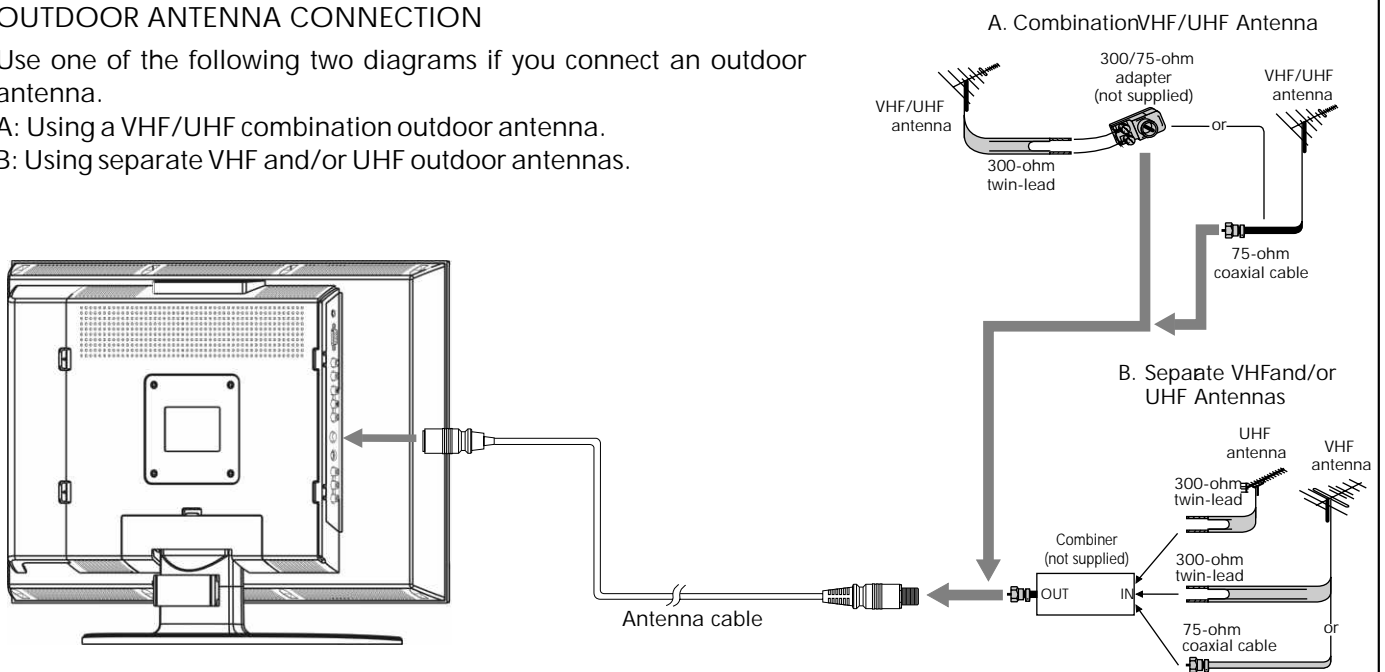 OUTDOOR ANTENNA CONNECTION
Use one of the following two diagrams if you connect an outdoor
antenna.
A: Using a VHF/UHF combination outdoor antenna.
B: Using separate VHF and/or UHF outdoor antennas.
A. CombinationVHF/UHF Antenna
300/75-ohm
adapter
(not supplied)
VHF/UHF
antenna
VHF/UHF
antenna
or
300-ohm
twin-lead
75-ohm
coaxial cable
B. Separate VHFand/or
UHF Antennas
UHF
antenna
VHF
antenna
300-ohm
twin-lead
Combiner
(not supplied)
300-ohm
twin-lead
OUT
IN
Antenna cable
75-ohm
coaxial cable
or